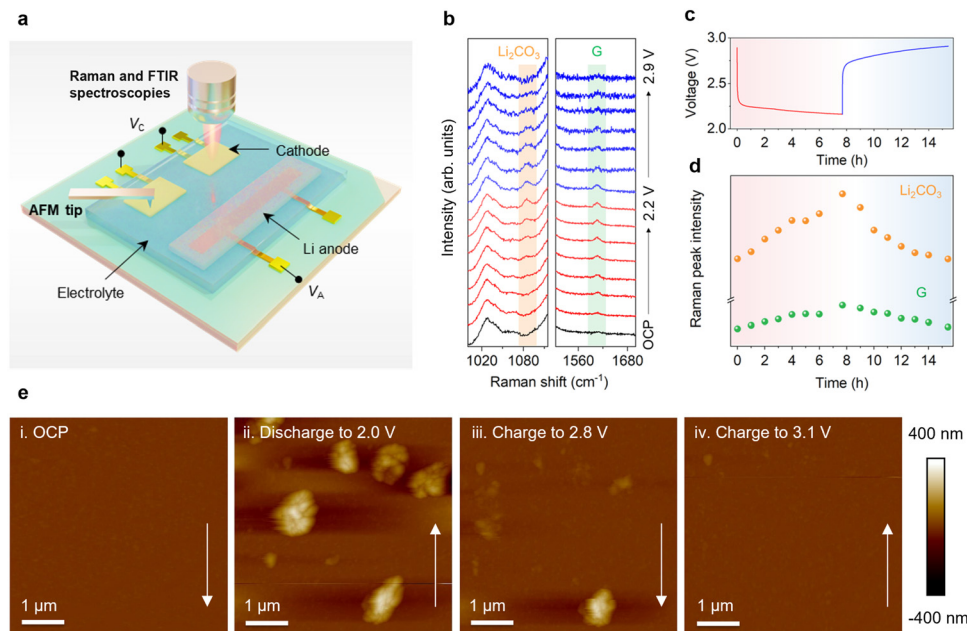 a
Raman and FTIR
spectroscopies
VC
Cathode
AFM tip
Li anode
Electrolyte
VA
b
Li2CO3
G
Intensity (arb. units)
OCP
2.2 V
2.9 V
1020 1080 1560 1680
Raman shift (cm-1)
c
Voltage (V)
3.0
2.5
2.0
0 2 4 6 8 10 12 14
Time (h)
d
Li2CO3
G
Raman peak intensity
0 2 4 6 8 10 12 14
Time (h)
e
i. OCP
1 µm
ii. Discharge to 2.0 V
1 µm
iii. Charge to 2.8 V
1 µm
iv. Charge to 3.1 V
1 µm
400 nm
-400 nm